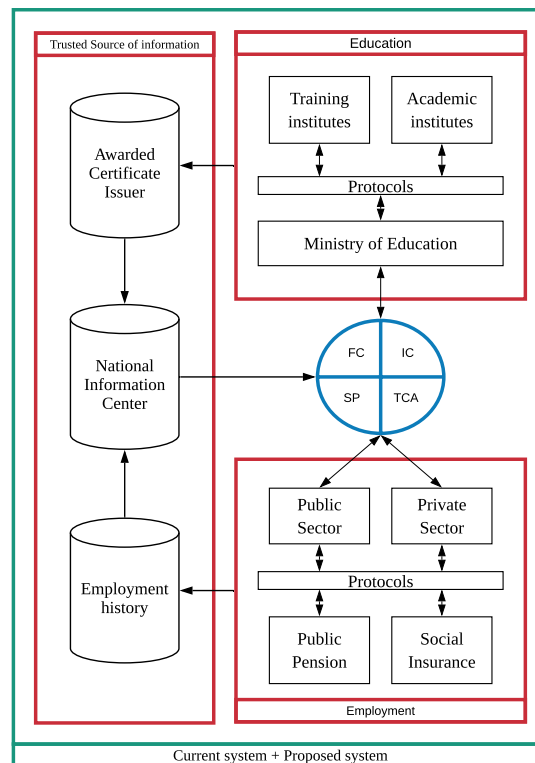 Trusted Source of information
Education
Training
institutes
Academic
institutes
Protocols
Ministry of Education
Awarded
Certificate
Issuer
National
Information
Center
Employment
history
FC
IC
SP
TCA
Public
Sector
Private
Sector
Protocols
Public
Pension
Social
Insurance
Employment
Current system + Proposed system